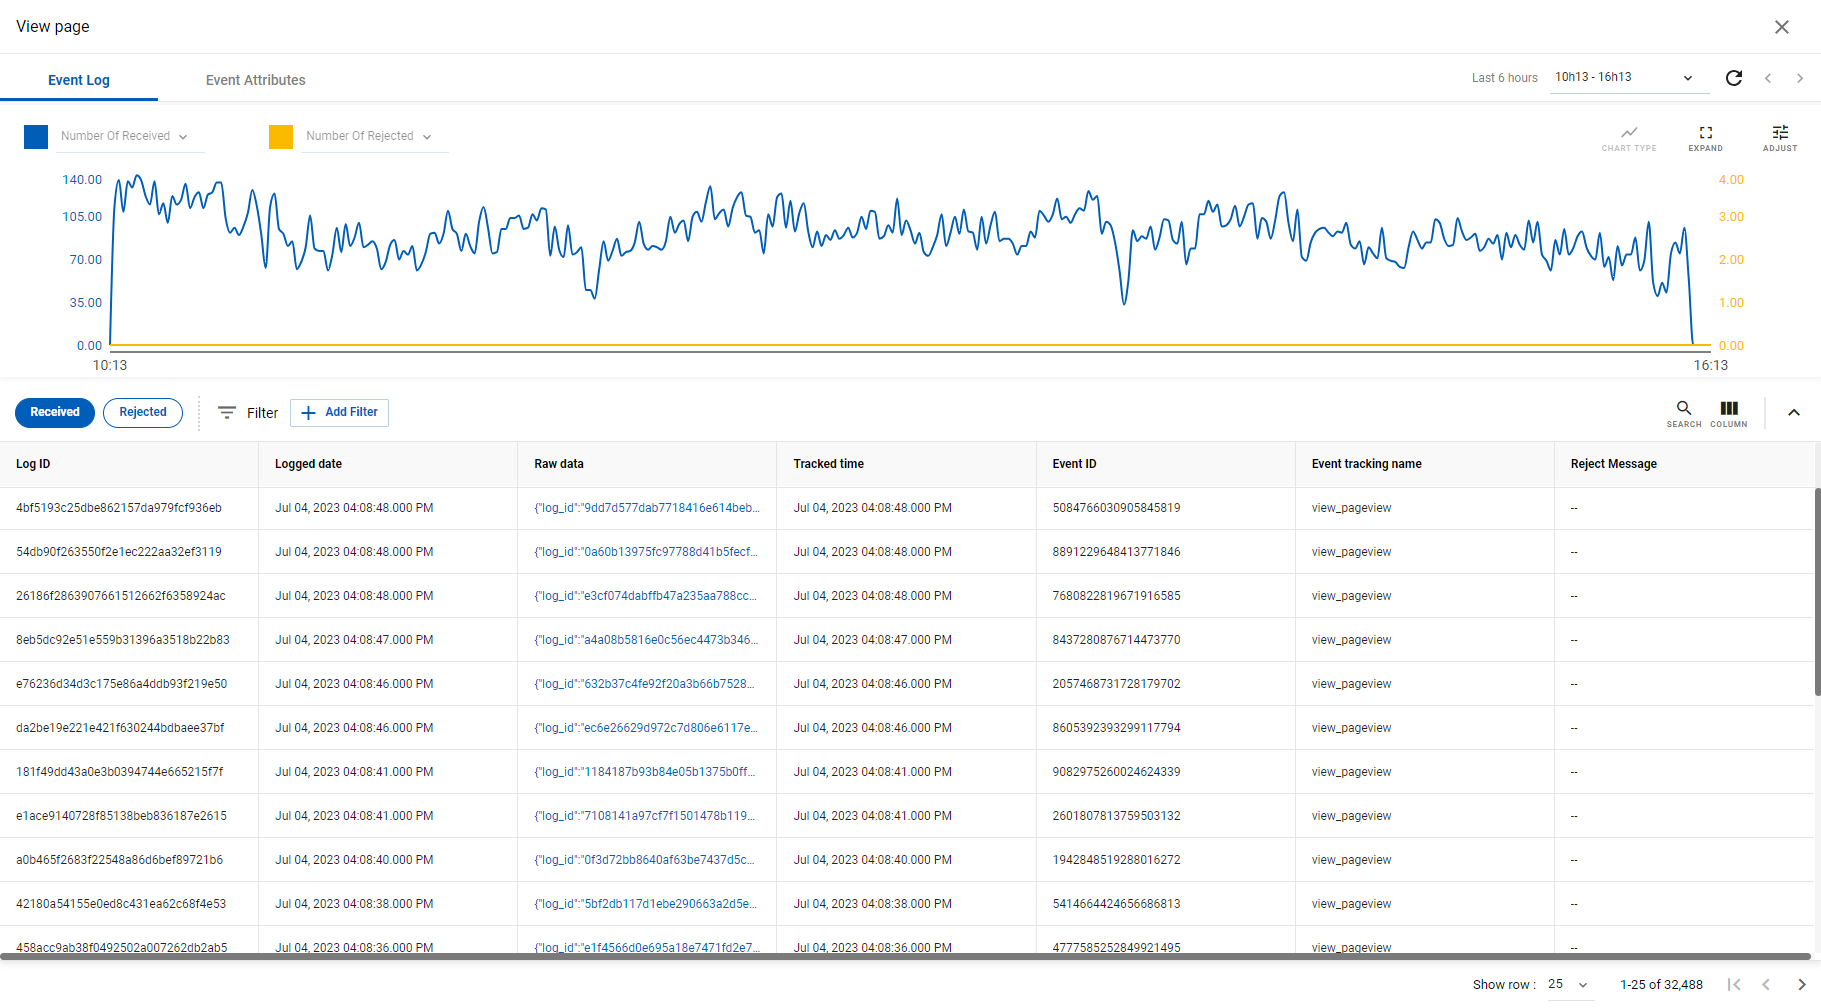 View page
Event Log Event Attributes Last 6 hours 10h13 - 16h13
Number Of Received Number Of Rejected CHART TYPE EXPAND ADJUST
140.00 4.00
105.00 3.00
70.00 2.00
35.00 1.00
0.00 0.00
10:13 16:13
Received Rejected Filter Add Filter SEARCH COLUMN
Log ID Logged date Raw data Tracked time Event ID Event tracking name Reject Message
4bf5193c25dbe862157da979fcf936eb Jul 04, 2023 04:08:48.000 PM {"log_id":"9dd7d577dab7718416e614beb... Jul 04, 2023 04:08:48.000 PM 5084766030905845819 view_pageview --
54db90f263550f2e1ec222aa32ef3119 Jul 04, 2023 04:08:48.000 PM {"log_id":"0a60b13975fc97788d41b5fecf... Jul 04, 2023 04:08:48.000 PM 8891229648413771846 view_pageview --
26186f2863907661512662f6358924ac Jul 04, 2023 04:08:48.000 PM {"log_id":"e3cf074dabffb47a235aa788cc... Jul 04, 2023 04:08:48.000 PM 7680822819671916585 view_pageview --
8eb5dc92e51e559b31396a3518b22b83 Jul 04, 2023 04:08:47.000 PM {"log_id":"a4a08b5816e0c56ec4473b346... Jul 04, 2023 04:08:47.000 PM 8437280876714473770 view_pageview --
e76236d34d3c175e86a4ddb93f219e50 Jul 04, 2023 04:08:46.000 PM {"log_id":"632b37c4fe92f20a3b66b7528... Jul 04, 2023 04:08:46.000 PM 2057468731728179702 view_pageview --
da2be19e221e421f630244bdbaee37bf Jul 04, 2023 04:08:46.000 PM {"log_id":"ec6e26629d972c7d806e6117e... Jul 04, 2023 04:08:46.000 PM 8605392393299117794 view_pageview --
181f49dd43a0e3b0394744e665215f7f Jul 04, 2023 04:08:41.000 PM {"log_id":"1184187b93b84e05b1375b0ff... Jul 04, 2023 04:08:41.000 PM 9082975260024624339 view_pageview --
e1ace9140728f85138beb836187e2615 Jul 04, 2023 04:08:41.000 PM {"log_id":"7108141a97cf7f1501478b119... Jul 04, 2023 04:08:41.000 PM 2601807813759503132 view_pageview --
a0b465f2683f22548a86d6bef89721b6 Jul 04, 2023 04:08:40.000 PM {"log_id":"0f3d72bb8640af63be7437d5c... Jul 04, 2023 04:08:40.000 PM 1942848519288016272 view_pageview --
42180a54155e0ed8c431ea62c68f4e53 Jul 04, 2023 04:08:38.000 PM {"log_id":"5bf2db117d1ebe290663a2d5e... Jul 04, 2023 04:08:38.000 PM 5414664424656686813 view_pageview --
458acc9ab38f0492502a007262db2ab5 Jul 04, 2023 04:08:36.000 PM {"log_id":"e1f4566d0e695a18e7471fd2e7... Jul 04, 2023 04:08:36.000 PM 4777585252849921495 view_pageview --
Show row : 25 1-25 of 32,488